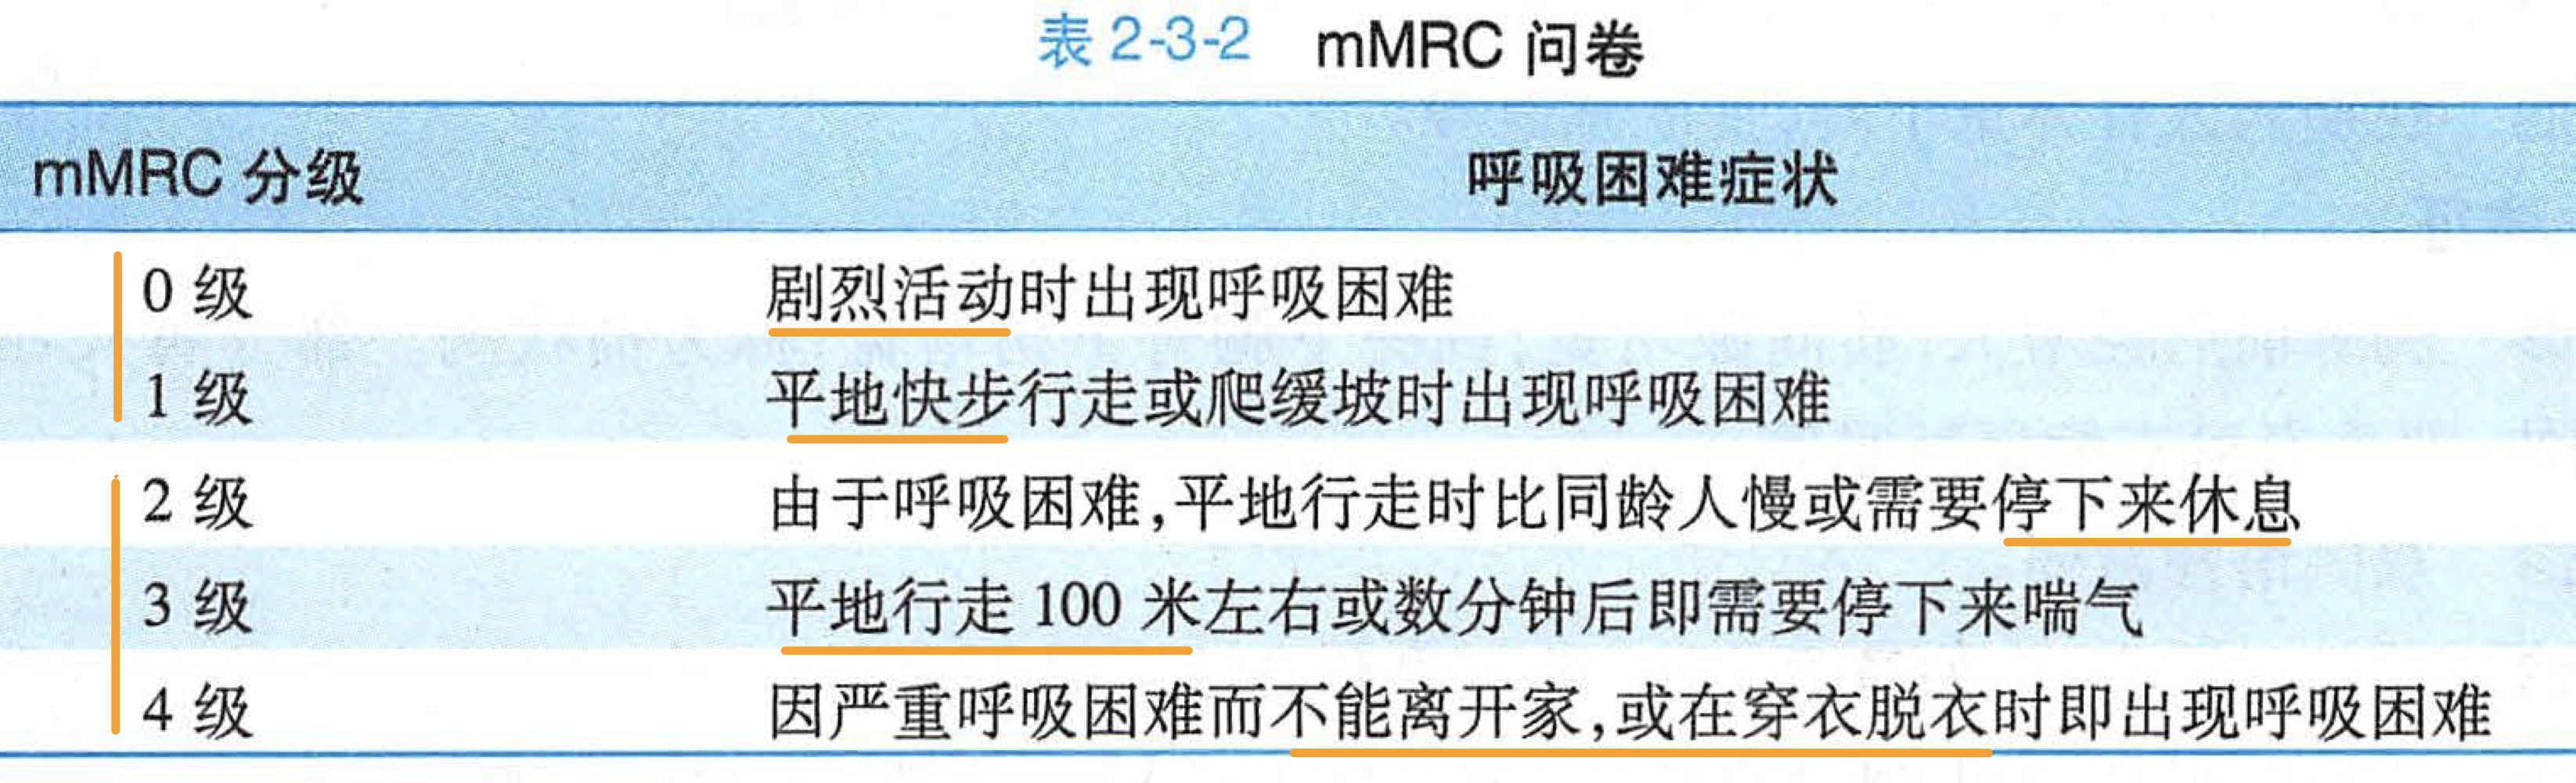 表 2-3-2 mMRC 问卷
mMRC 分级 呼吸困难症状
0 级 剧烈活动时出现呼吸困难
1 级 平地快步行走或爬缓坡时出现呼吸困难
2 级 由于呼吸困难,平地行走时比同龄人慢或需要停下来休息
3 级 平地行走 100 米左右或数分钟后即需要停下来喘气
4 级 因严重呼吸困难而不能离开家,或在穿衣脱衣时即出现呼吸困难